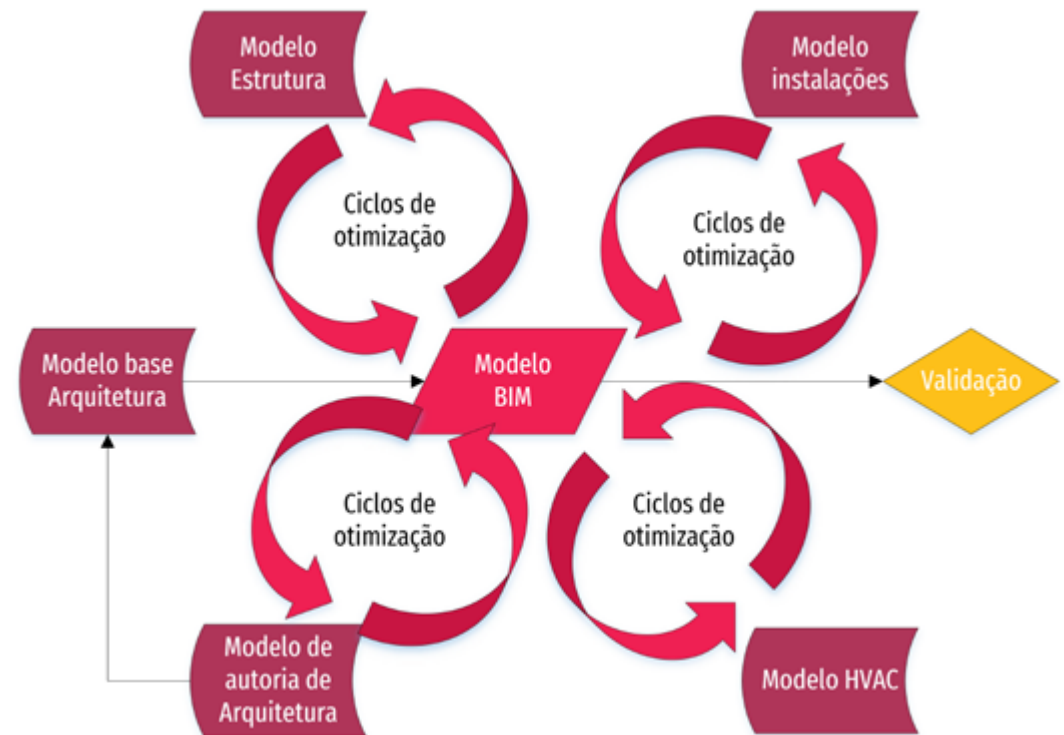 Modelo
Estrutura
Modelo
instalações
Ciclos de
otimização
Ciclos de
otimização
Modelo base
Arquitetura
Modelo
BIM
Validação
Ciclos de
otimização
Ciclos de
otimização
Modelo de
autoria de
Arquitetura
Modelo HVAC